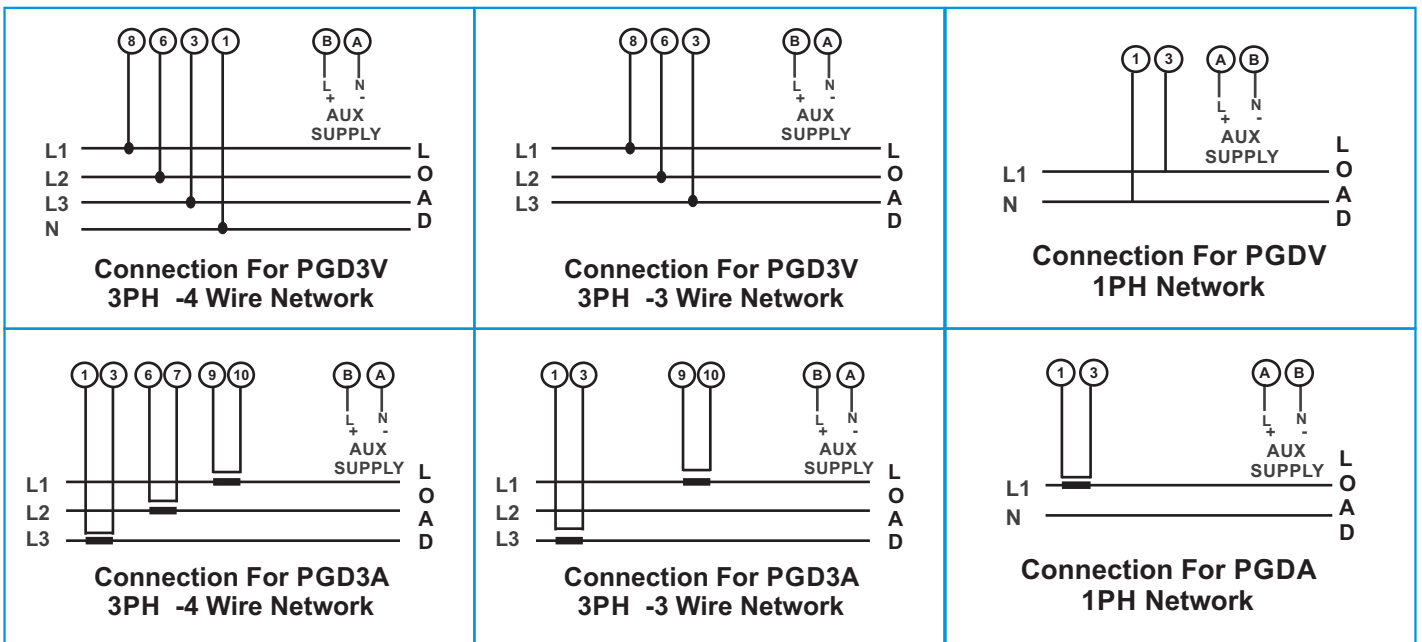 8 6 3 1 B A
L N
+ -
AUX
SUPPLY
L1
L2
L3
N
L
O
A
D
Connection For PGD3V
3PH -4 Wire Network
8 6 3 B A
L N
+ -
AUX
SUPPLY
L1
L2
L3
L
O
A
D
Connection For PGD3V
3PH -3 Wire Network
1 3 A B
L N
+ -
AUX
SUPPLY
L1
N
L
O
A
D
Connection For PGDV
1PH Network
1 3 6 7 9 10 B A
L N
+ -
AUX
SUPPLY
L1
L2
L3
L
O
A
D
Connection For PGD3A
3PH -4 Wire Network
1 3 9 10 B A
L N
+ -
AUX
SUPPLY
L1
L2
L3
L
O
A
D
Connection For PGD3A
3PH -3 Wire Network
1 3 A B
L N
+ -
AUX
SUPPLY
L1
N
L
O
A
D
Connection For PGDA
1PH Network